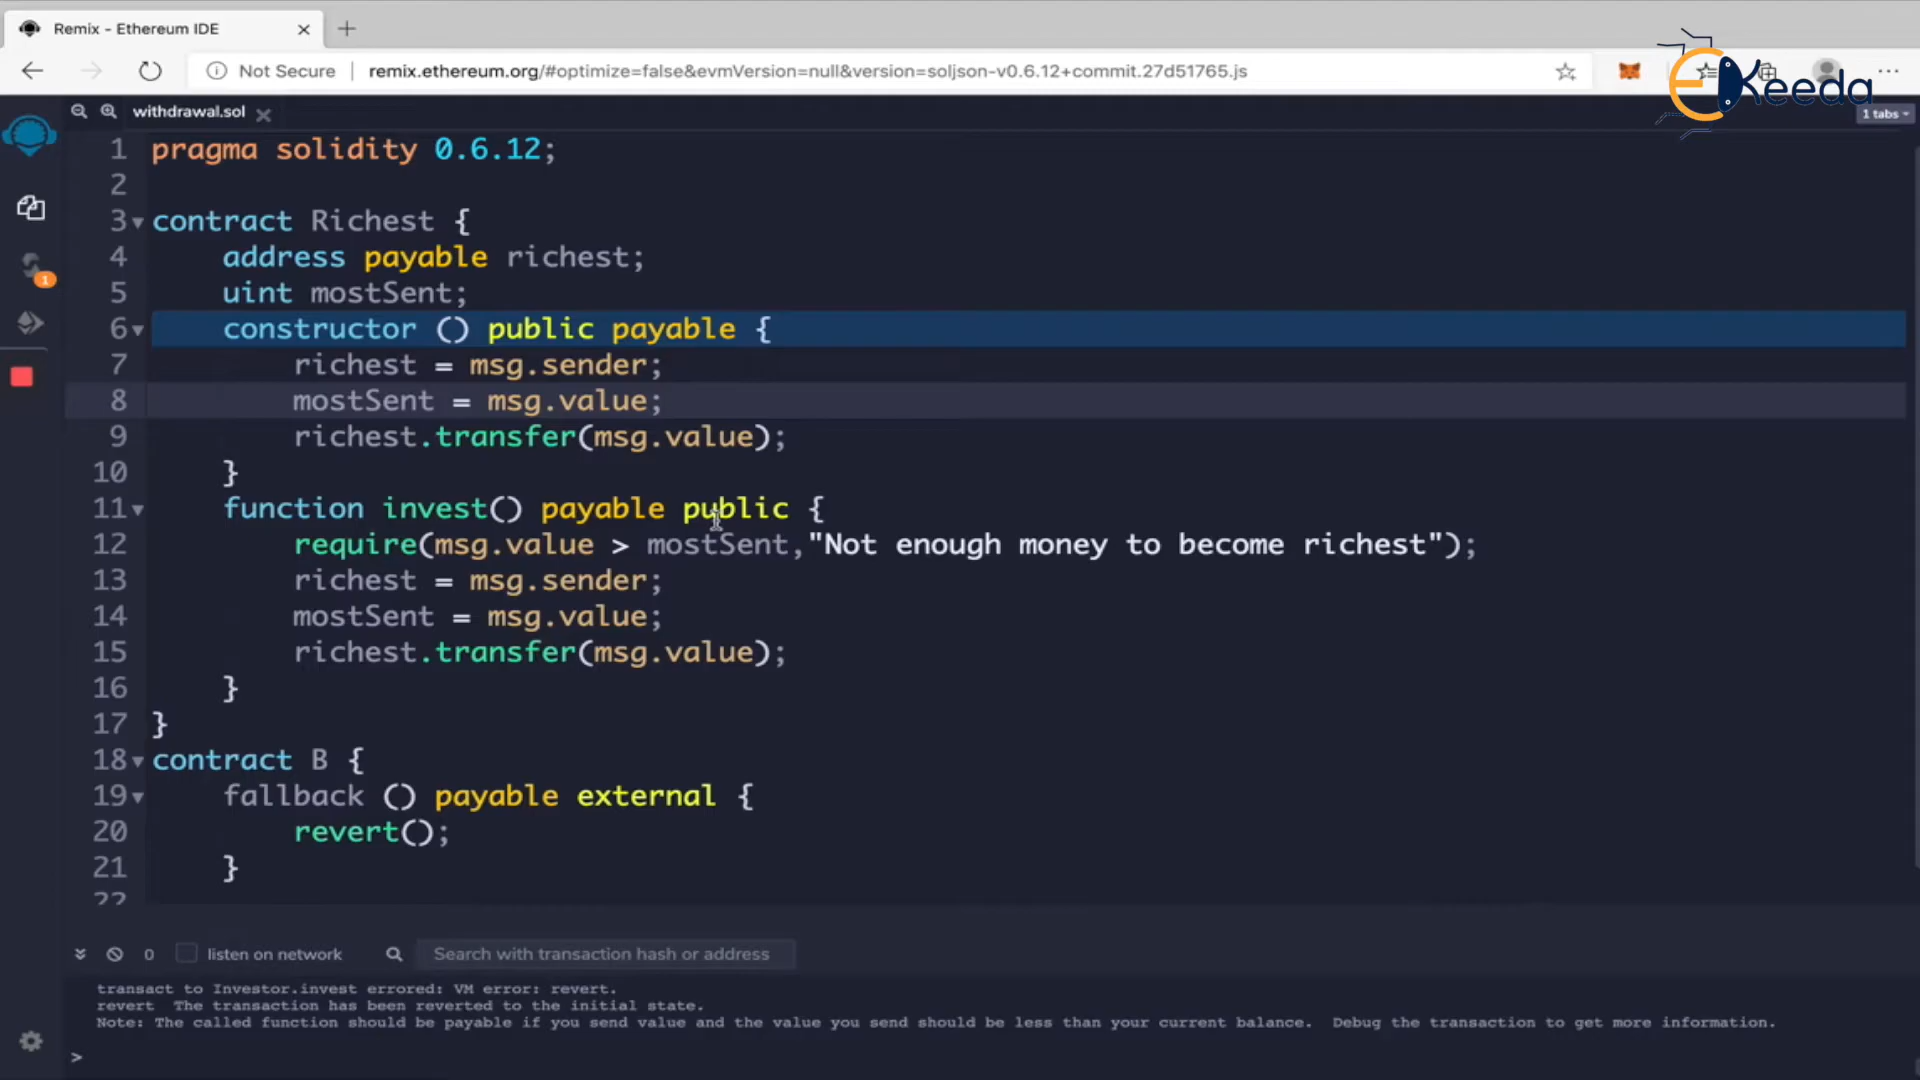 Remix - Ethereum IDE
Not Secure | remix.ethereum.org/#optimize=false&evmVersion=null&version=soljson-v0.6.12+commit.27d51765.js
eKeeda
withdrawal.sol
1 tabs
1 pragma solidity 0.6.12;
2
3 contract Richest {
4 address payable richest;
5 uint mostSent;
6 constructor () public payable {
7 richest = msg.sender;
8 mostSent = msg.value;
9 richest.transfer(msg.value);
10 }
11 function invest() payable public {
12 require(msg.value > mostSent,"Not enough money to become richest");
13 richest = msg.sender;
14 mostSent = msg.value;
15 richest.transfer(msg.value);
16 }
17 }
18 contract B {
19 fallback () payable external {
20 revert();
21 }
22
1
0 listen on network Search with transaction hash or address
transact to Investor.invest errored: VM error: revert.
revert The transaction has been reverted to the initial state.
Note: The called function should be payable if you send value and the value you send should be less than your current balance. Debug the transaction to get more information.
>